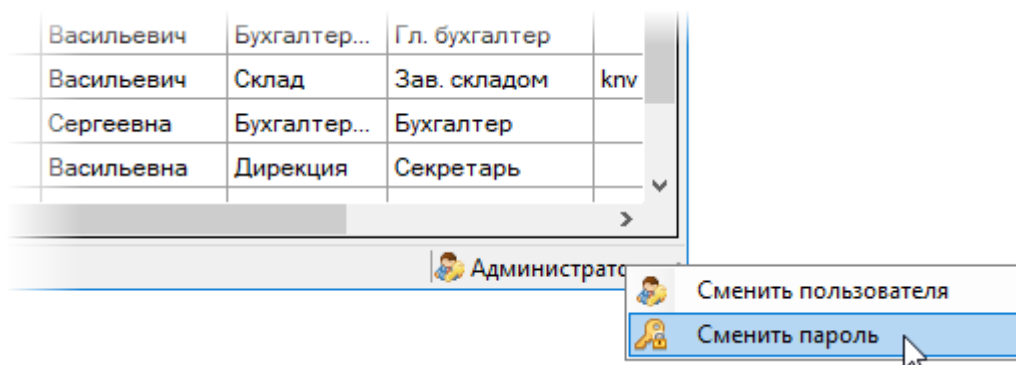 Васильевич Бухгалтер... Гл. бухгалтер
Васильевич Склад Зав. складом knv
Сергеевна Бухгалтер... Бухгалтер
Васильевна Дирекция Секретарь
Администрато
Сменить пользователя
Сменить пароль